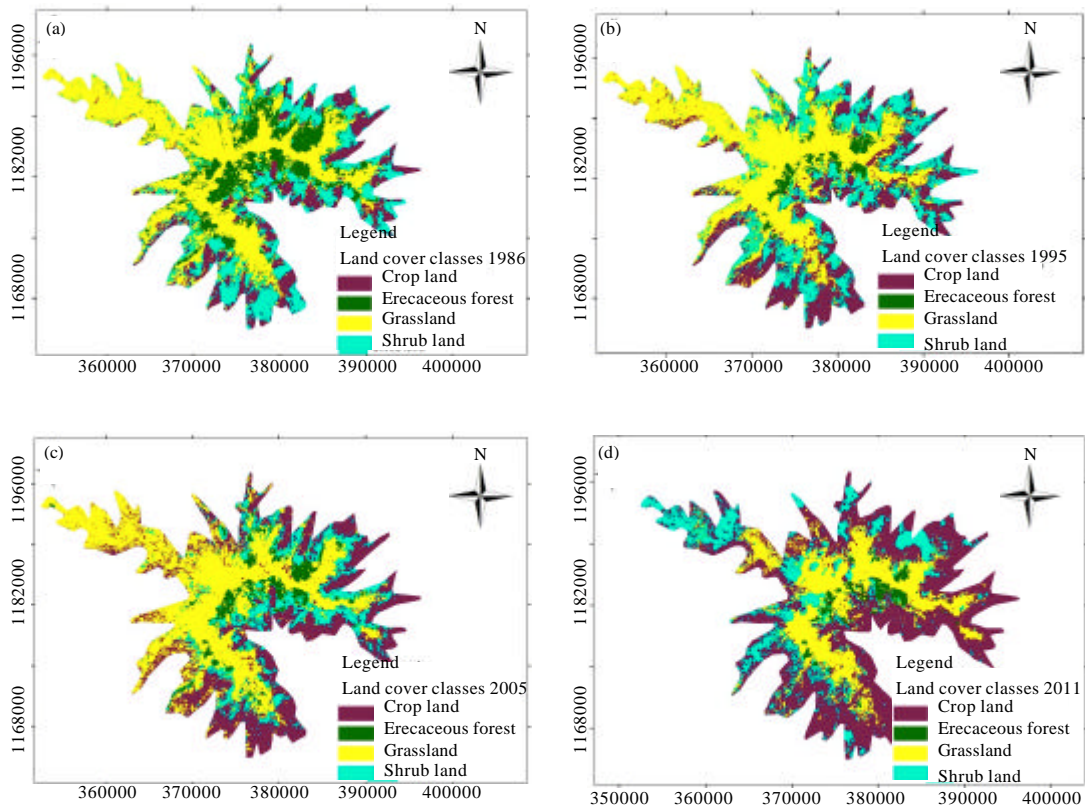 (a)
N
1196000
1182000
1168000
Legend
Land cover classes 1986
Crop land
Erecaceous forest
Grassland
Shrub land
360000 370000 380000 390000 400000
(b)
N
1196000
1182000
1168000
Legend
Land cover classes 1995
Crop land
Erecaceous forest
Grassland
Shrub land
360000 370000 380000 390000 400000
(c)
N
1196000
1182000
1168000
Legend
Land cover classes 2005
Crop land
Erecaceous forest
Grassland
Shrub land
360000 370000 380000 390000 400000
(d)
N
1196000
1182000
1168000
Legend
Land cover classes 2011
Crop land
Erecaceous forest
Grassland
Shrub land
350000 360000 370000 380000 390000 400000